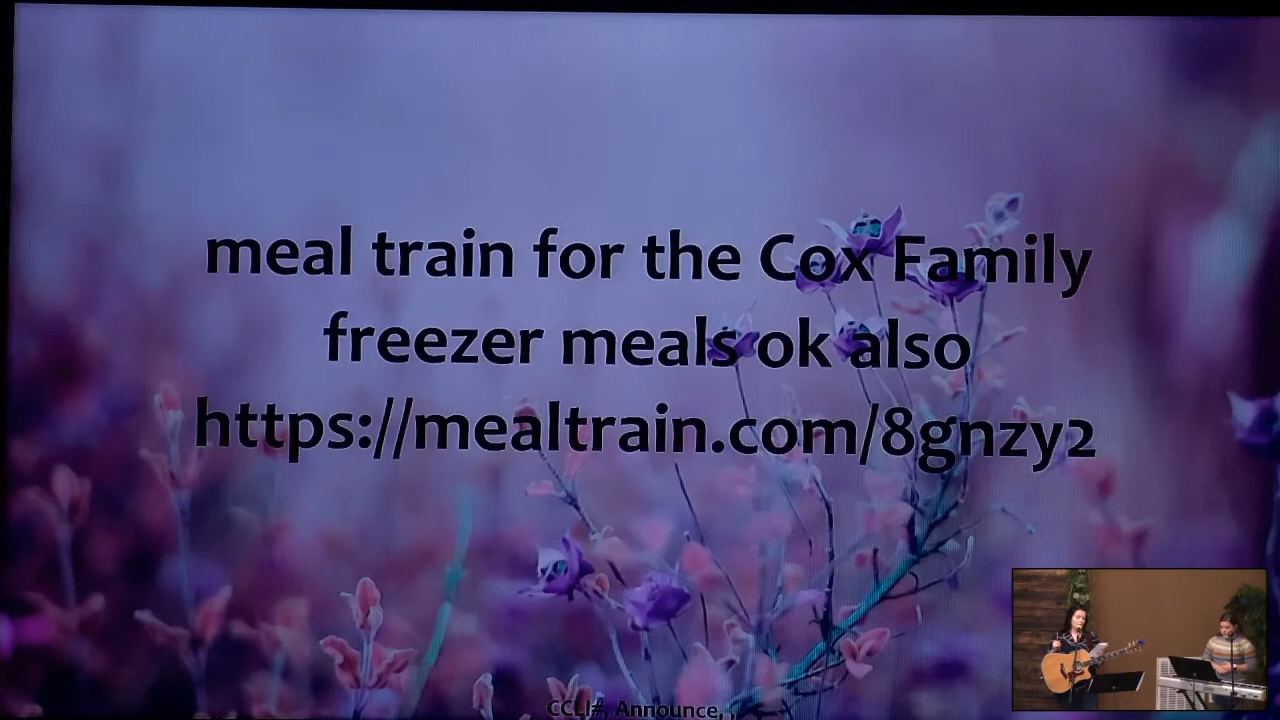 meal train for the Cox Family
freezer meals ok also
https://mealtrain.com/8gnzy2
CCLI#, Announce, ,